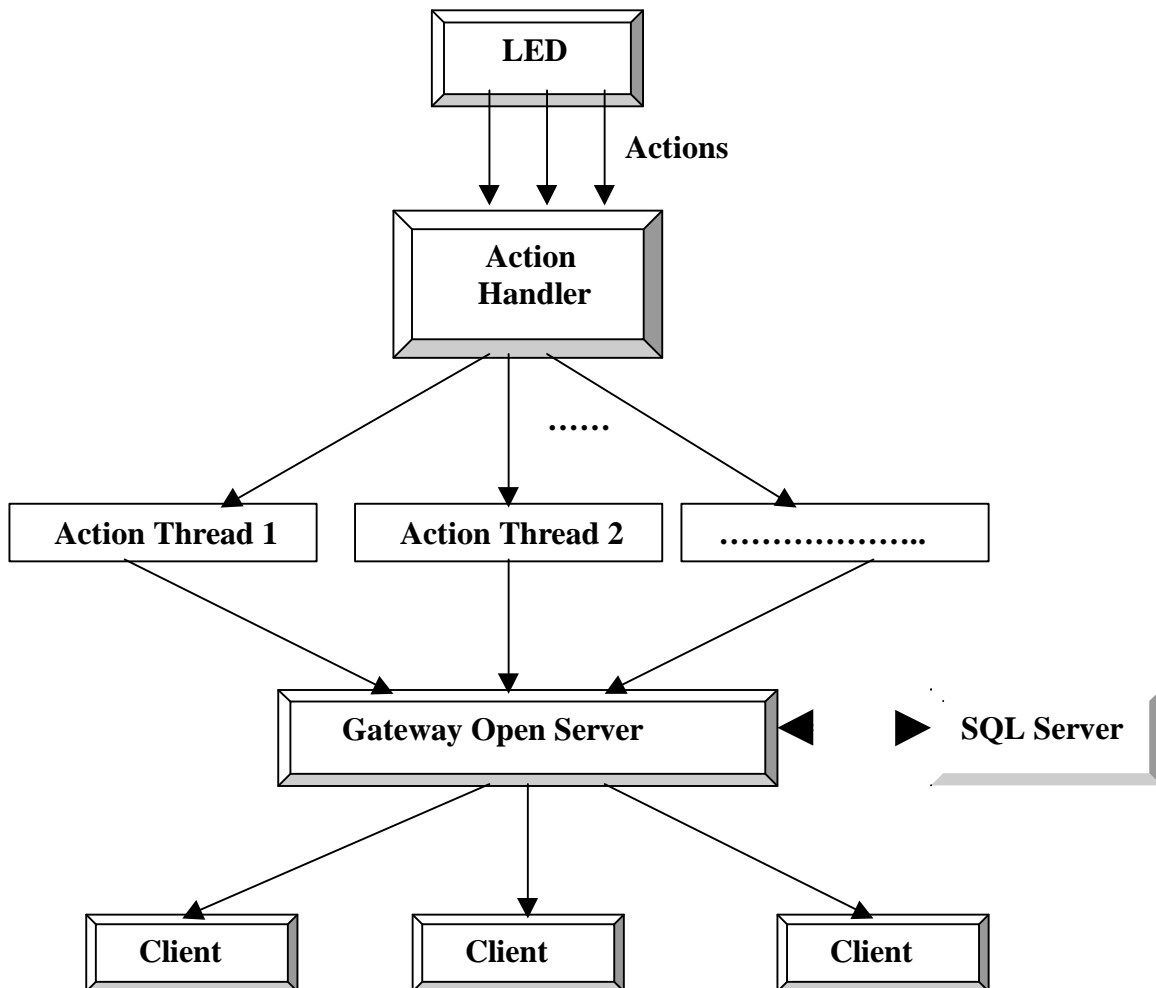 LED
Actions
Action
Handler
……
Action Thread 1
Action Thread 2
………………..
Gateway Open Server
SQL Server
Client
Client
Client